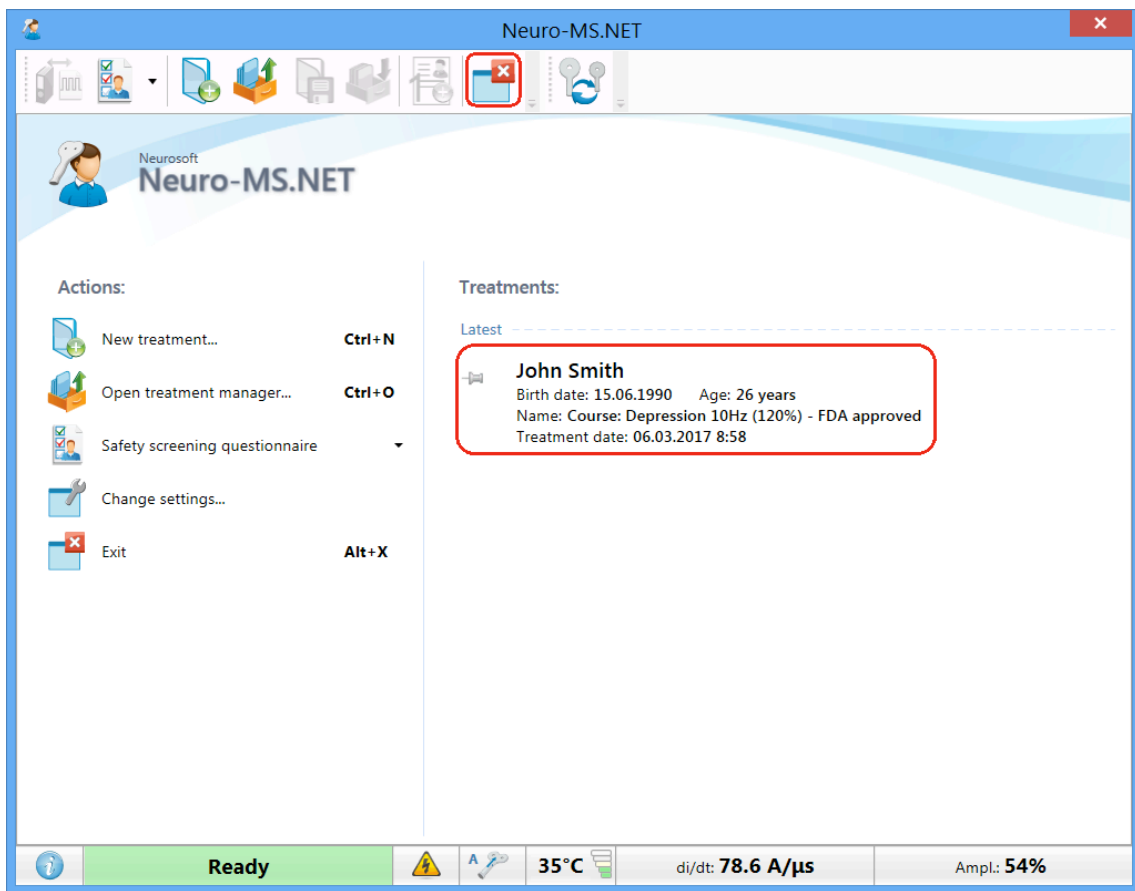 Neuro-MS.NET
Neurosoft
Neuro-MS.NET
Actions:
New treatment... Ctrl+N
Open treatment manager... Ctrl+O
Safety screening questionnaire
Change settings...
Exit Alt+X
Treatments:
Latest
John Smith
Birth date: 15.06.1990 Age: 26 years
Name: Course: Depression 10Hz (120%) - FDA approved
Treatment date: 06.03.2017 8:58
Ready A 35°C di/dt: 78.6 A/µs Ampl.: 54%